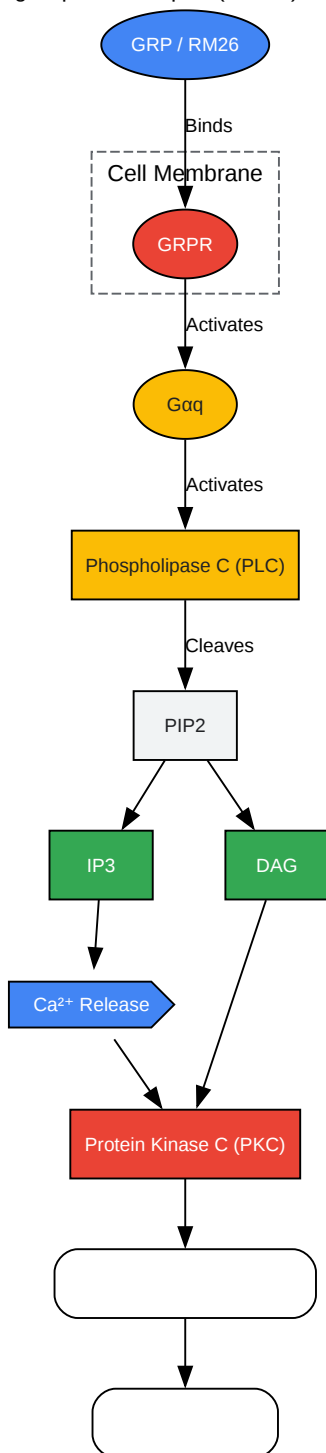 GRP / RM26
Binds
Cell Membrane
GRPR
Activates
Gαq
Activates
Phospholipase C (PLC)
Cleaves
PIP2
IP3
DAG
Ca²⁺ Release
Protein Kinase C (PKC)